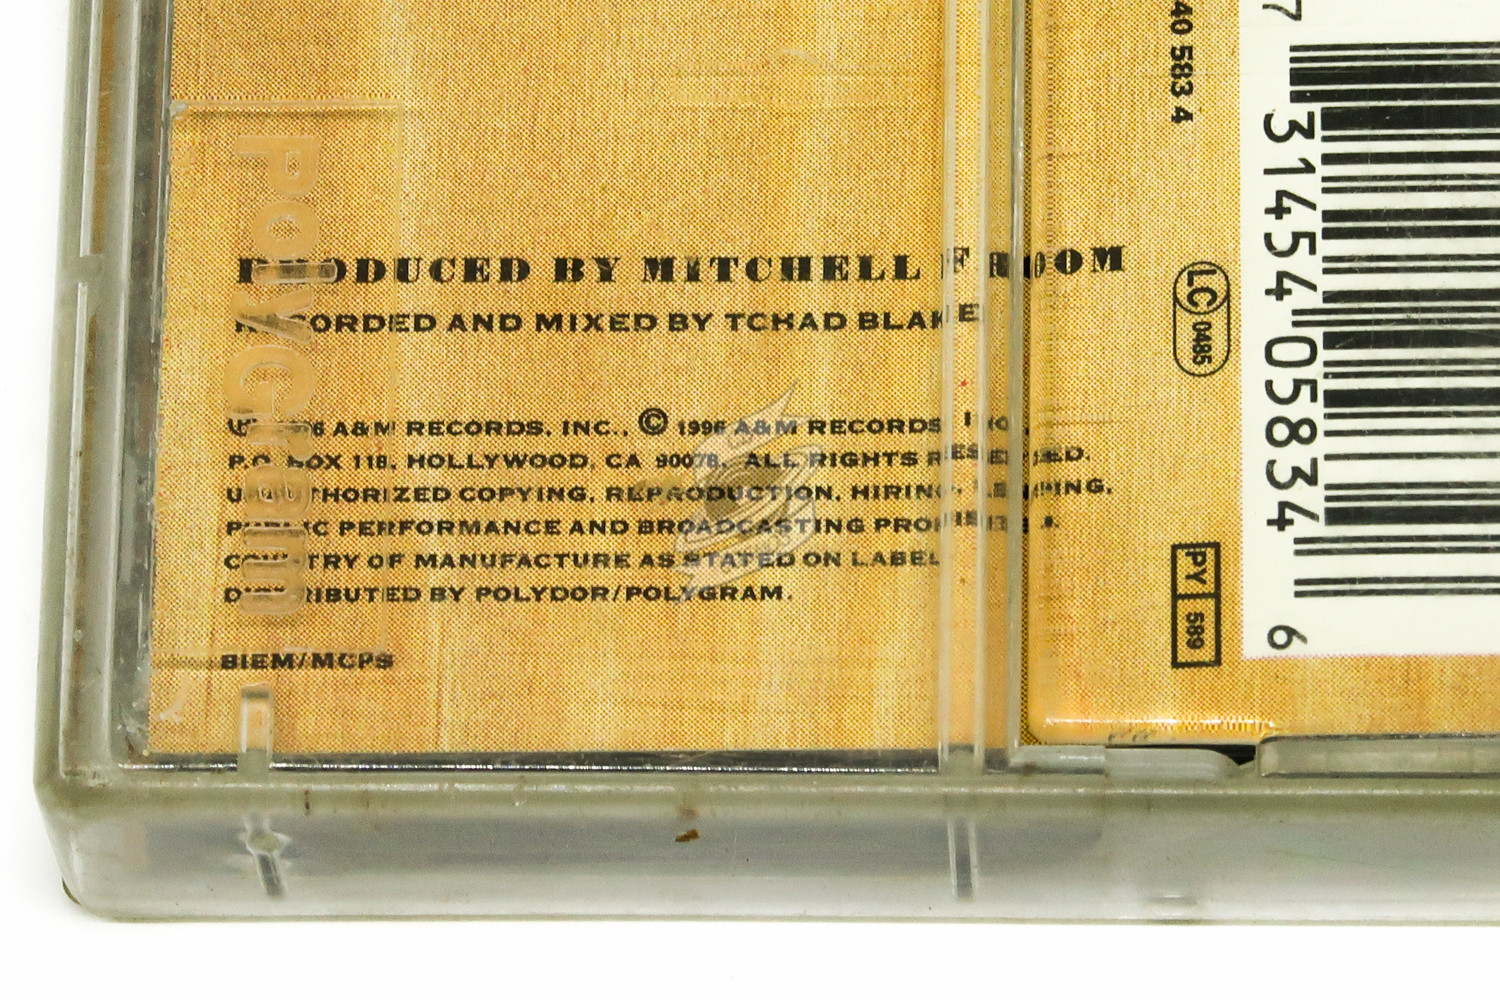 PRODUCED BY MITCHELL FROOM
RECORDED AND MIXED BY TCHAD BLAKE
℗ 1996 A&M RECORDS, INC., © 1996 A&M RECORDS, INC.,
P.O. BOX 118, HOLLYWOOD, CA 90078. ALL RIGHTS RESERVED.
UNAUTHORIZED COPYING, REPRODUCTION, HIRING, LENDING,
PUBLIC PERFORMANCE AND BROADCASTING PROHIBITED.
COUNTRY OF MANUFACTURE AS STATED ON LABEL
DISTRIBUTED BY POLYDOR/POLYGRAM.
BIEM/MCPS
PolyGram
40 583 4
LC 0485
PY 589
7 31454 05834 6